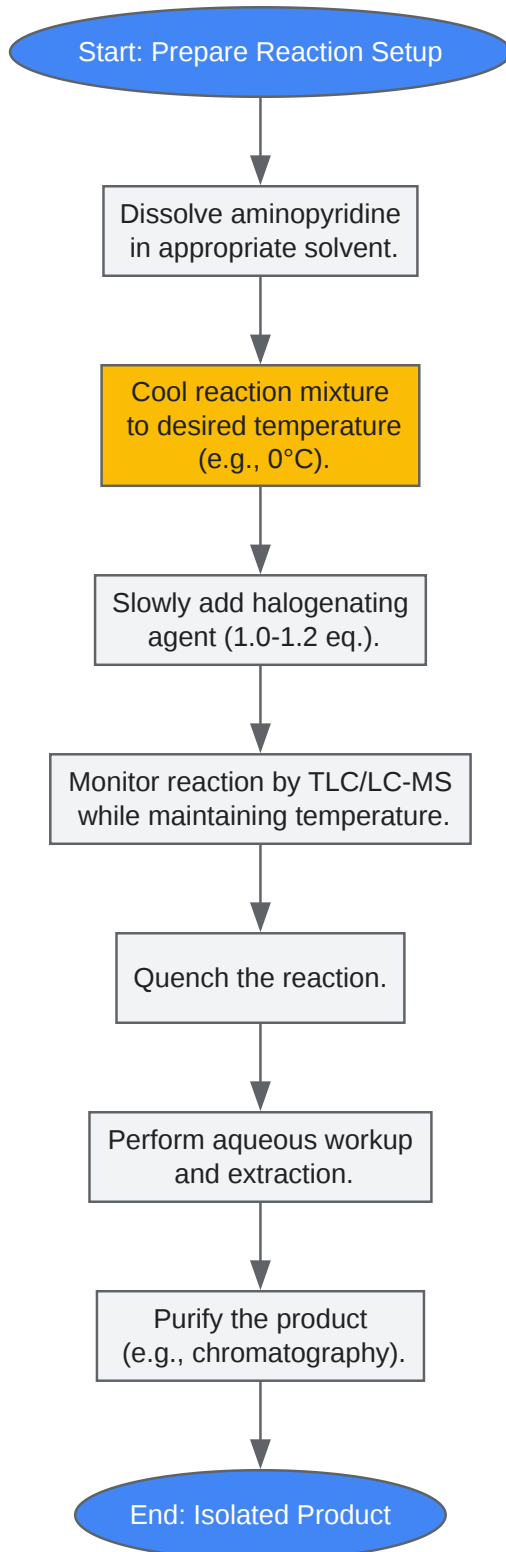 Start: Prepare Reaction Setup
Dissolve aminopyridine
in appropriate solvent.
Cool reaction mixture
to desired temperature
(e.g., 0°C).
Slowly add halogenating
agent (1.0-1.2 eq.).
Monitor reaction by TLC/LC-MS
while maintaining temperature.
Quench the reaction.
Perform aqueous workup
and extraction.
Purify the product
(e.g., chromatography).
End: Isolated Product